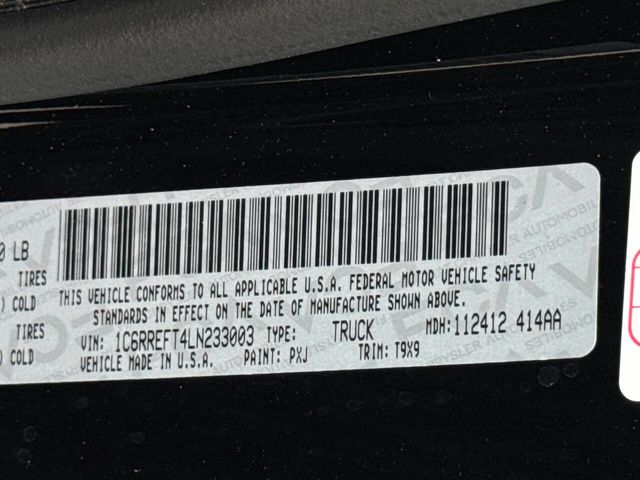 0 LB
TIRES
) COLD
TIRES
) COLD
THIS VEHICLE CONFORMS TO ALL APPLICABLE U.S.A. FEDERAL MOTOR VEHICLE SAFETY
STANDARDS IN EFFECT ON THE DATE OF MANUFACTURE SHOWN ABOVE.
VIN: 1C6RREFT4LN233003 TYPE: TRUCK MDH:112412 414AA
VEHICLE MADE IN U.S.A. PAINT: PXJ TRIM: T9X9